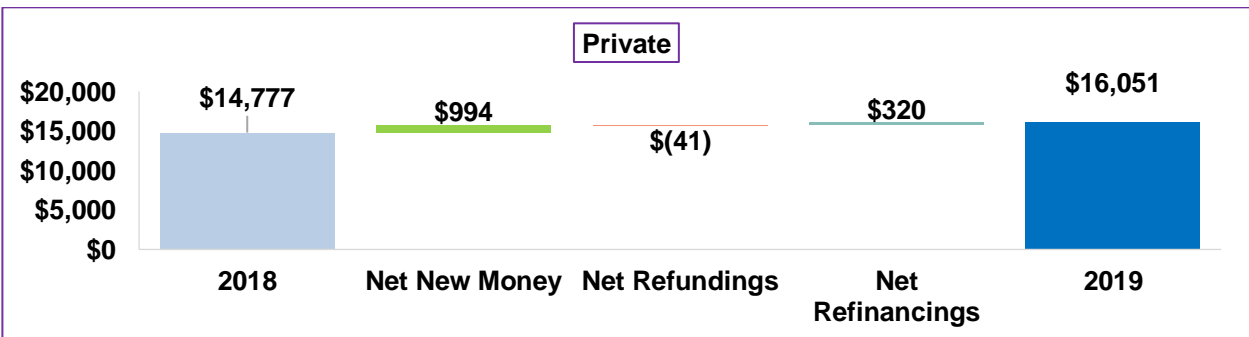 Private
$20,000
$15,000
$10,000
$5,000
$0
$14,777
$994
$(41)
$320
$16,051
2018
Net New Money
Net Refundings
Net
Refinancings
2019